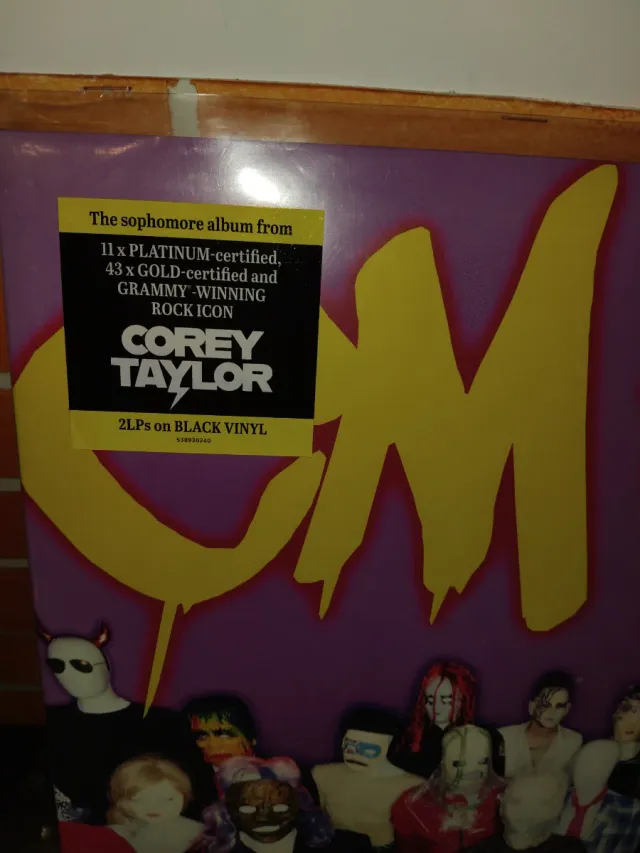 The sophomore album from
11 x PLATINUM-certified,
43 x GOLD-certified and
GRAMMY®-WINNING
ROCK ICON
COREY
TAYLOR
2LPs on BLACK VINYL
538930240
CM